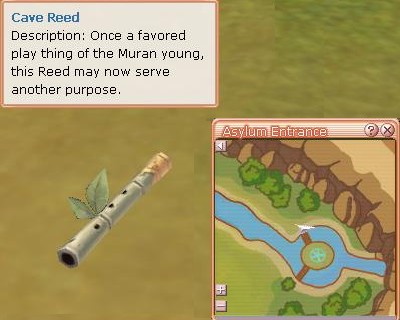 Cave Reed
Description: Once a favored
play thing of the Muran young,
this Reed may now serve
another purpose.
Asylum Entrance